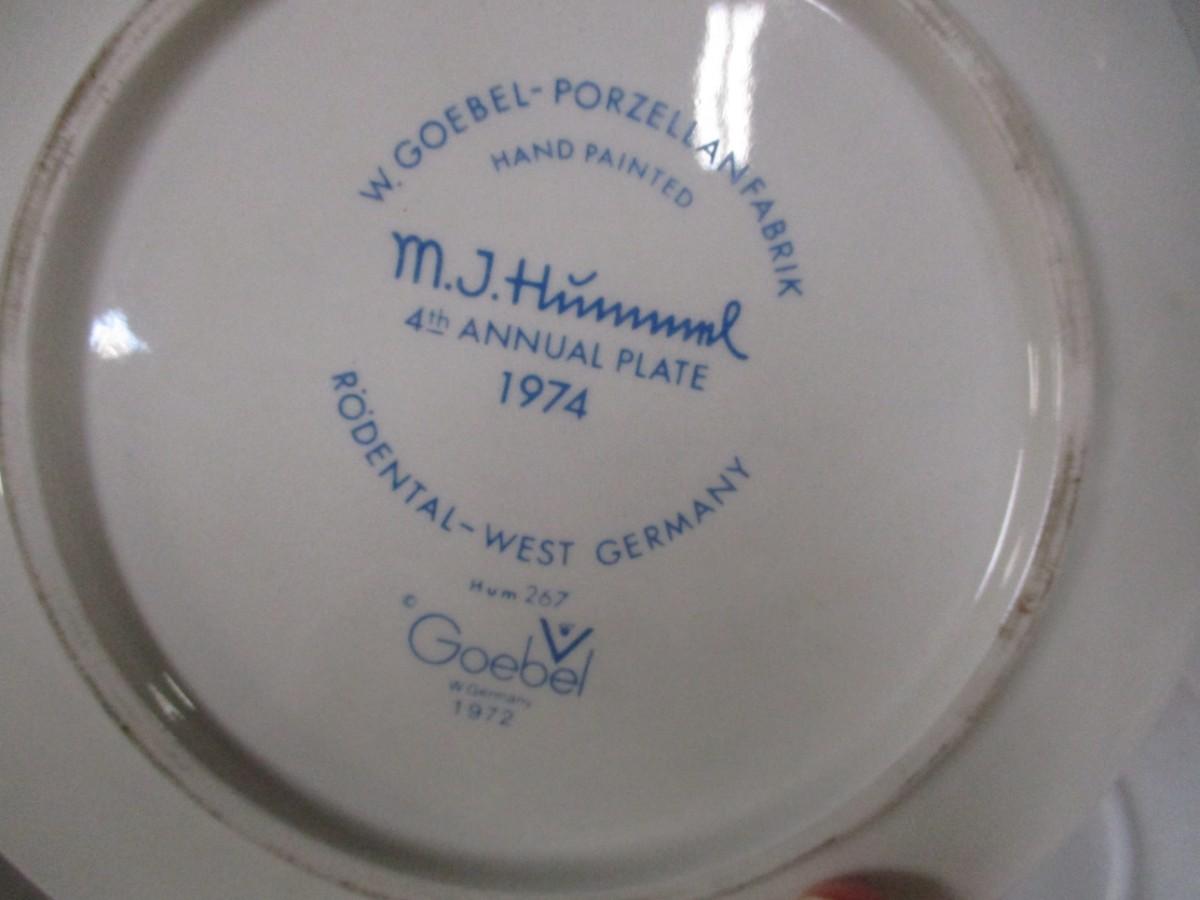 W. GOEBEL-PORZELLANFABRIK
HAND PAINTED
M.J.Hummel
4th ANNUAL PLATE
1974
RÖDENTAL-WEST GERMANY
Hum 267
© Goebel
W.Germany
1972